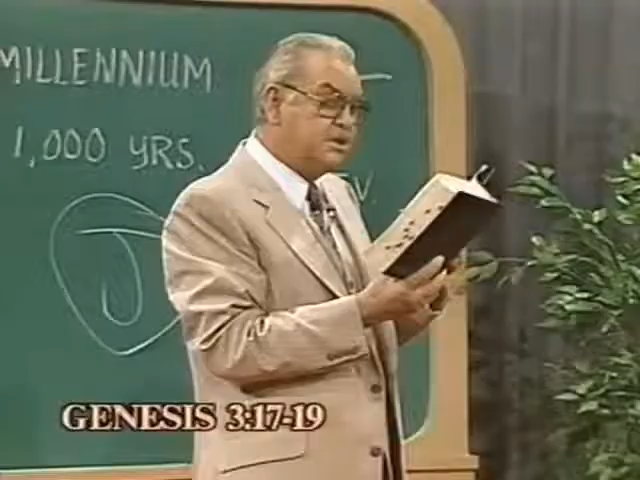 MILLENNIUM
1,000 YRS.
V.
J
GENESIS 3:17-19